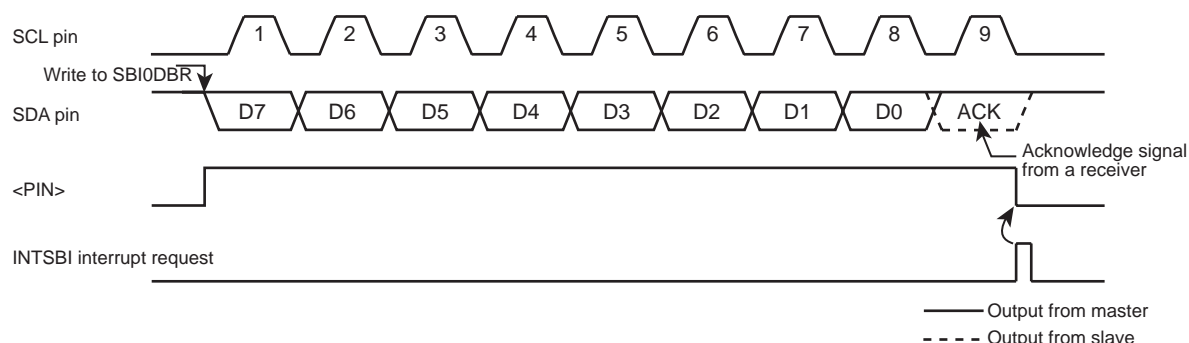 SCL pin
1 2 3 4 5 6 7 8 9
Write to SBI0DBR
SDA pin
D7 D6 D5 D4 D3 D2 D1 D0 ACK
Acknowledge signal
from a receiver
<PIN>
INTSBI interrupt request
Output from master
Output from slave